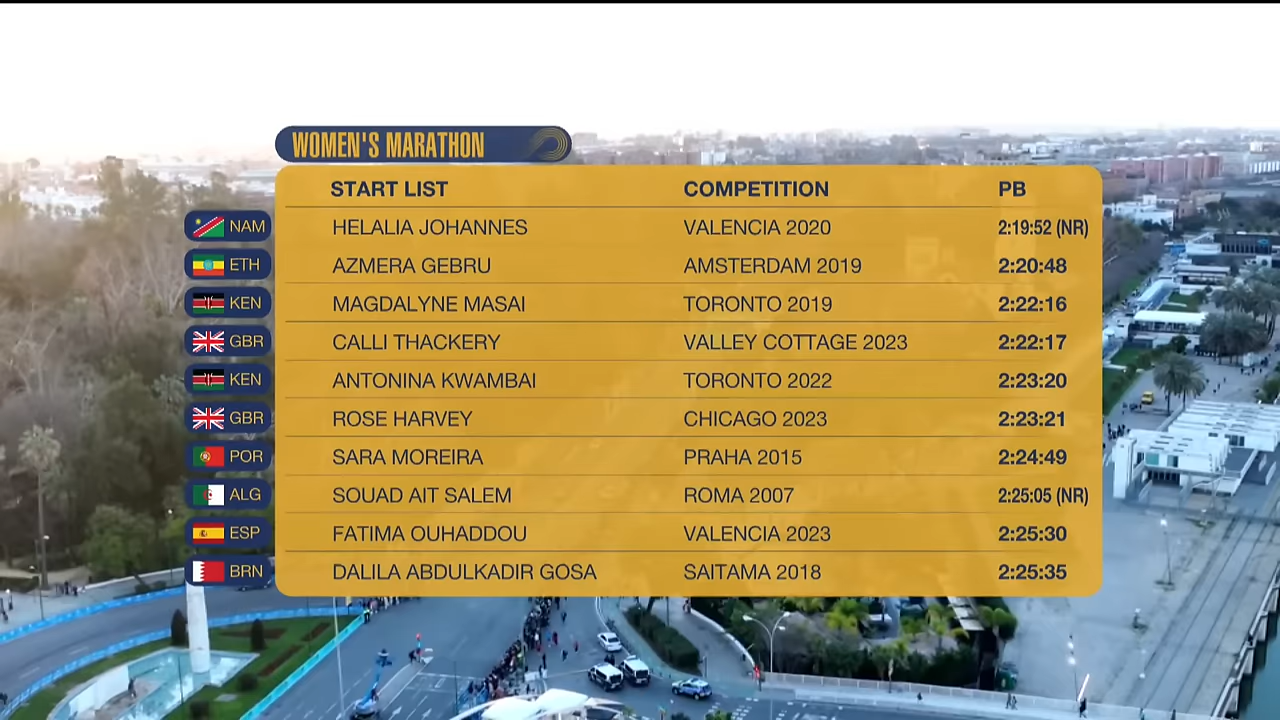 WOMEN'S MARATHON
START LIST COMPETITION PB
NAM HELALIA JOHANNES VALENCIA 2020 2:19:52 (NR)
ETH AZMERA GEBRU AMSTERDAM 2019 2:20:48
KEN MAGDALYNE MASAI TORONTO 2019 2:22:16
GBR CALLI THACKERY VALLEY COTTAGE 2023 2:22:17
KEN ANTONINA KWAMBAI TORONTO 2022 2:23:20
GBR ROSE HARVEY CHICAGO 2023 2:23:21
POR SARA MOREIRA PRAHA 2015 2:24:49
ALG SOUAD AIT SALEM ROMA 2007 2:25:05 (NR)
ESP FATIMA OUHADDOU VALENCIA 2023 2:25:30
BRN DALILA ABDULKADIR GOSA SAITAMA 2018 2:25:35